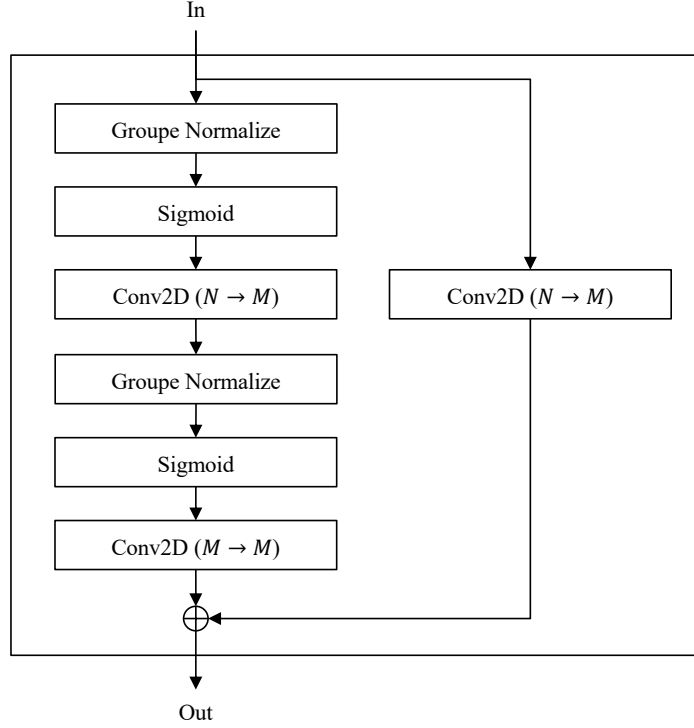 In
Groupe Normalize
Sigmoid
Conv2D (𝑁 → 𝑀)
Conv2D (𝑁 → 𝑀)
Groupe Normalize
Sigmoid
Conv2D (𝑀 → 𝑀)
Out